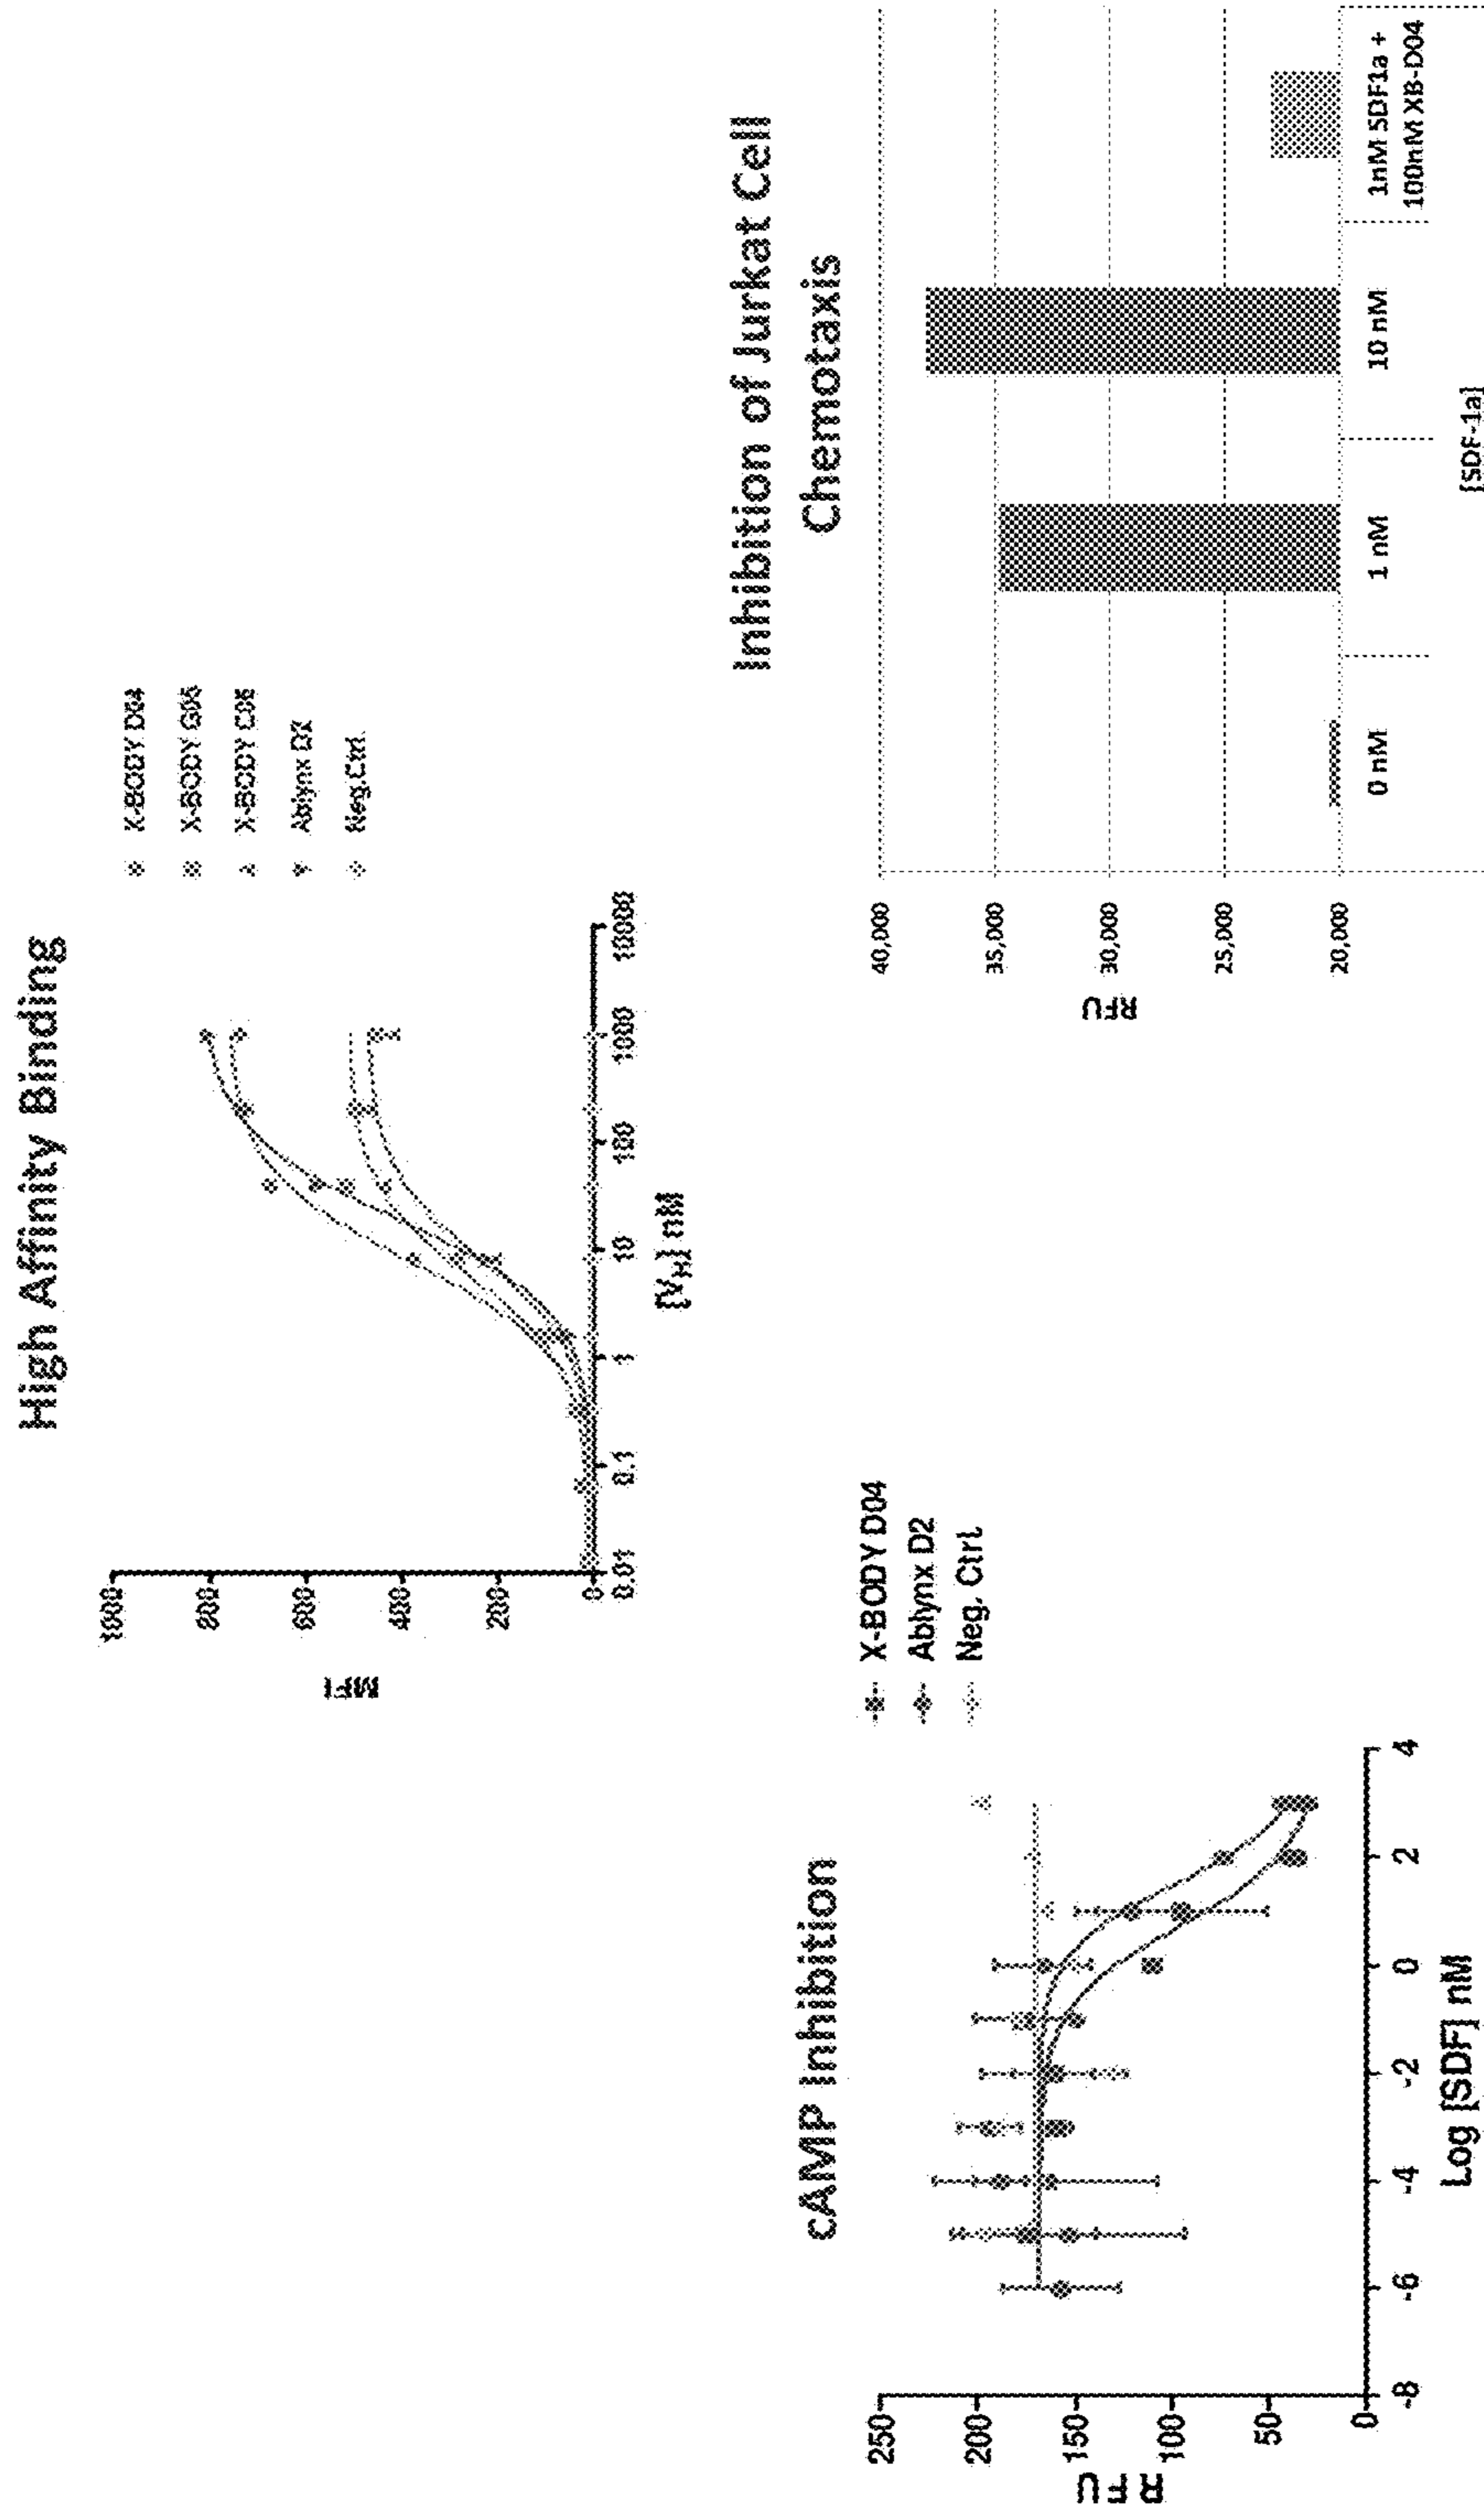 High Affinity Binding
MFI
1000
800
600
400
200
0
0.01
0.1
1
10
100
1000
10000
[VH] nM
X-BODY D04
X-BODY G05
X-BODY C06
Ablynx D2
Neg.Ctrl.
cAMP Inhibition
RFU
250
200
150
100
50
0
-8
-6
-4
-2
0
2
4
Log [SDF] nM
X-BODY D04
Ablynx D2
Neg. Ctrl.
Inhibition of Jurkat Cell
Chemotaxis
RFU
40,000
35,000
30,000
25,000
20,000
0 nM
1 nM
10 nM
1nM SDF1a +
100nM XB-D04
[SDF-1a]